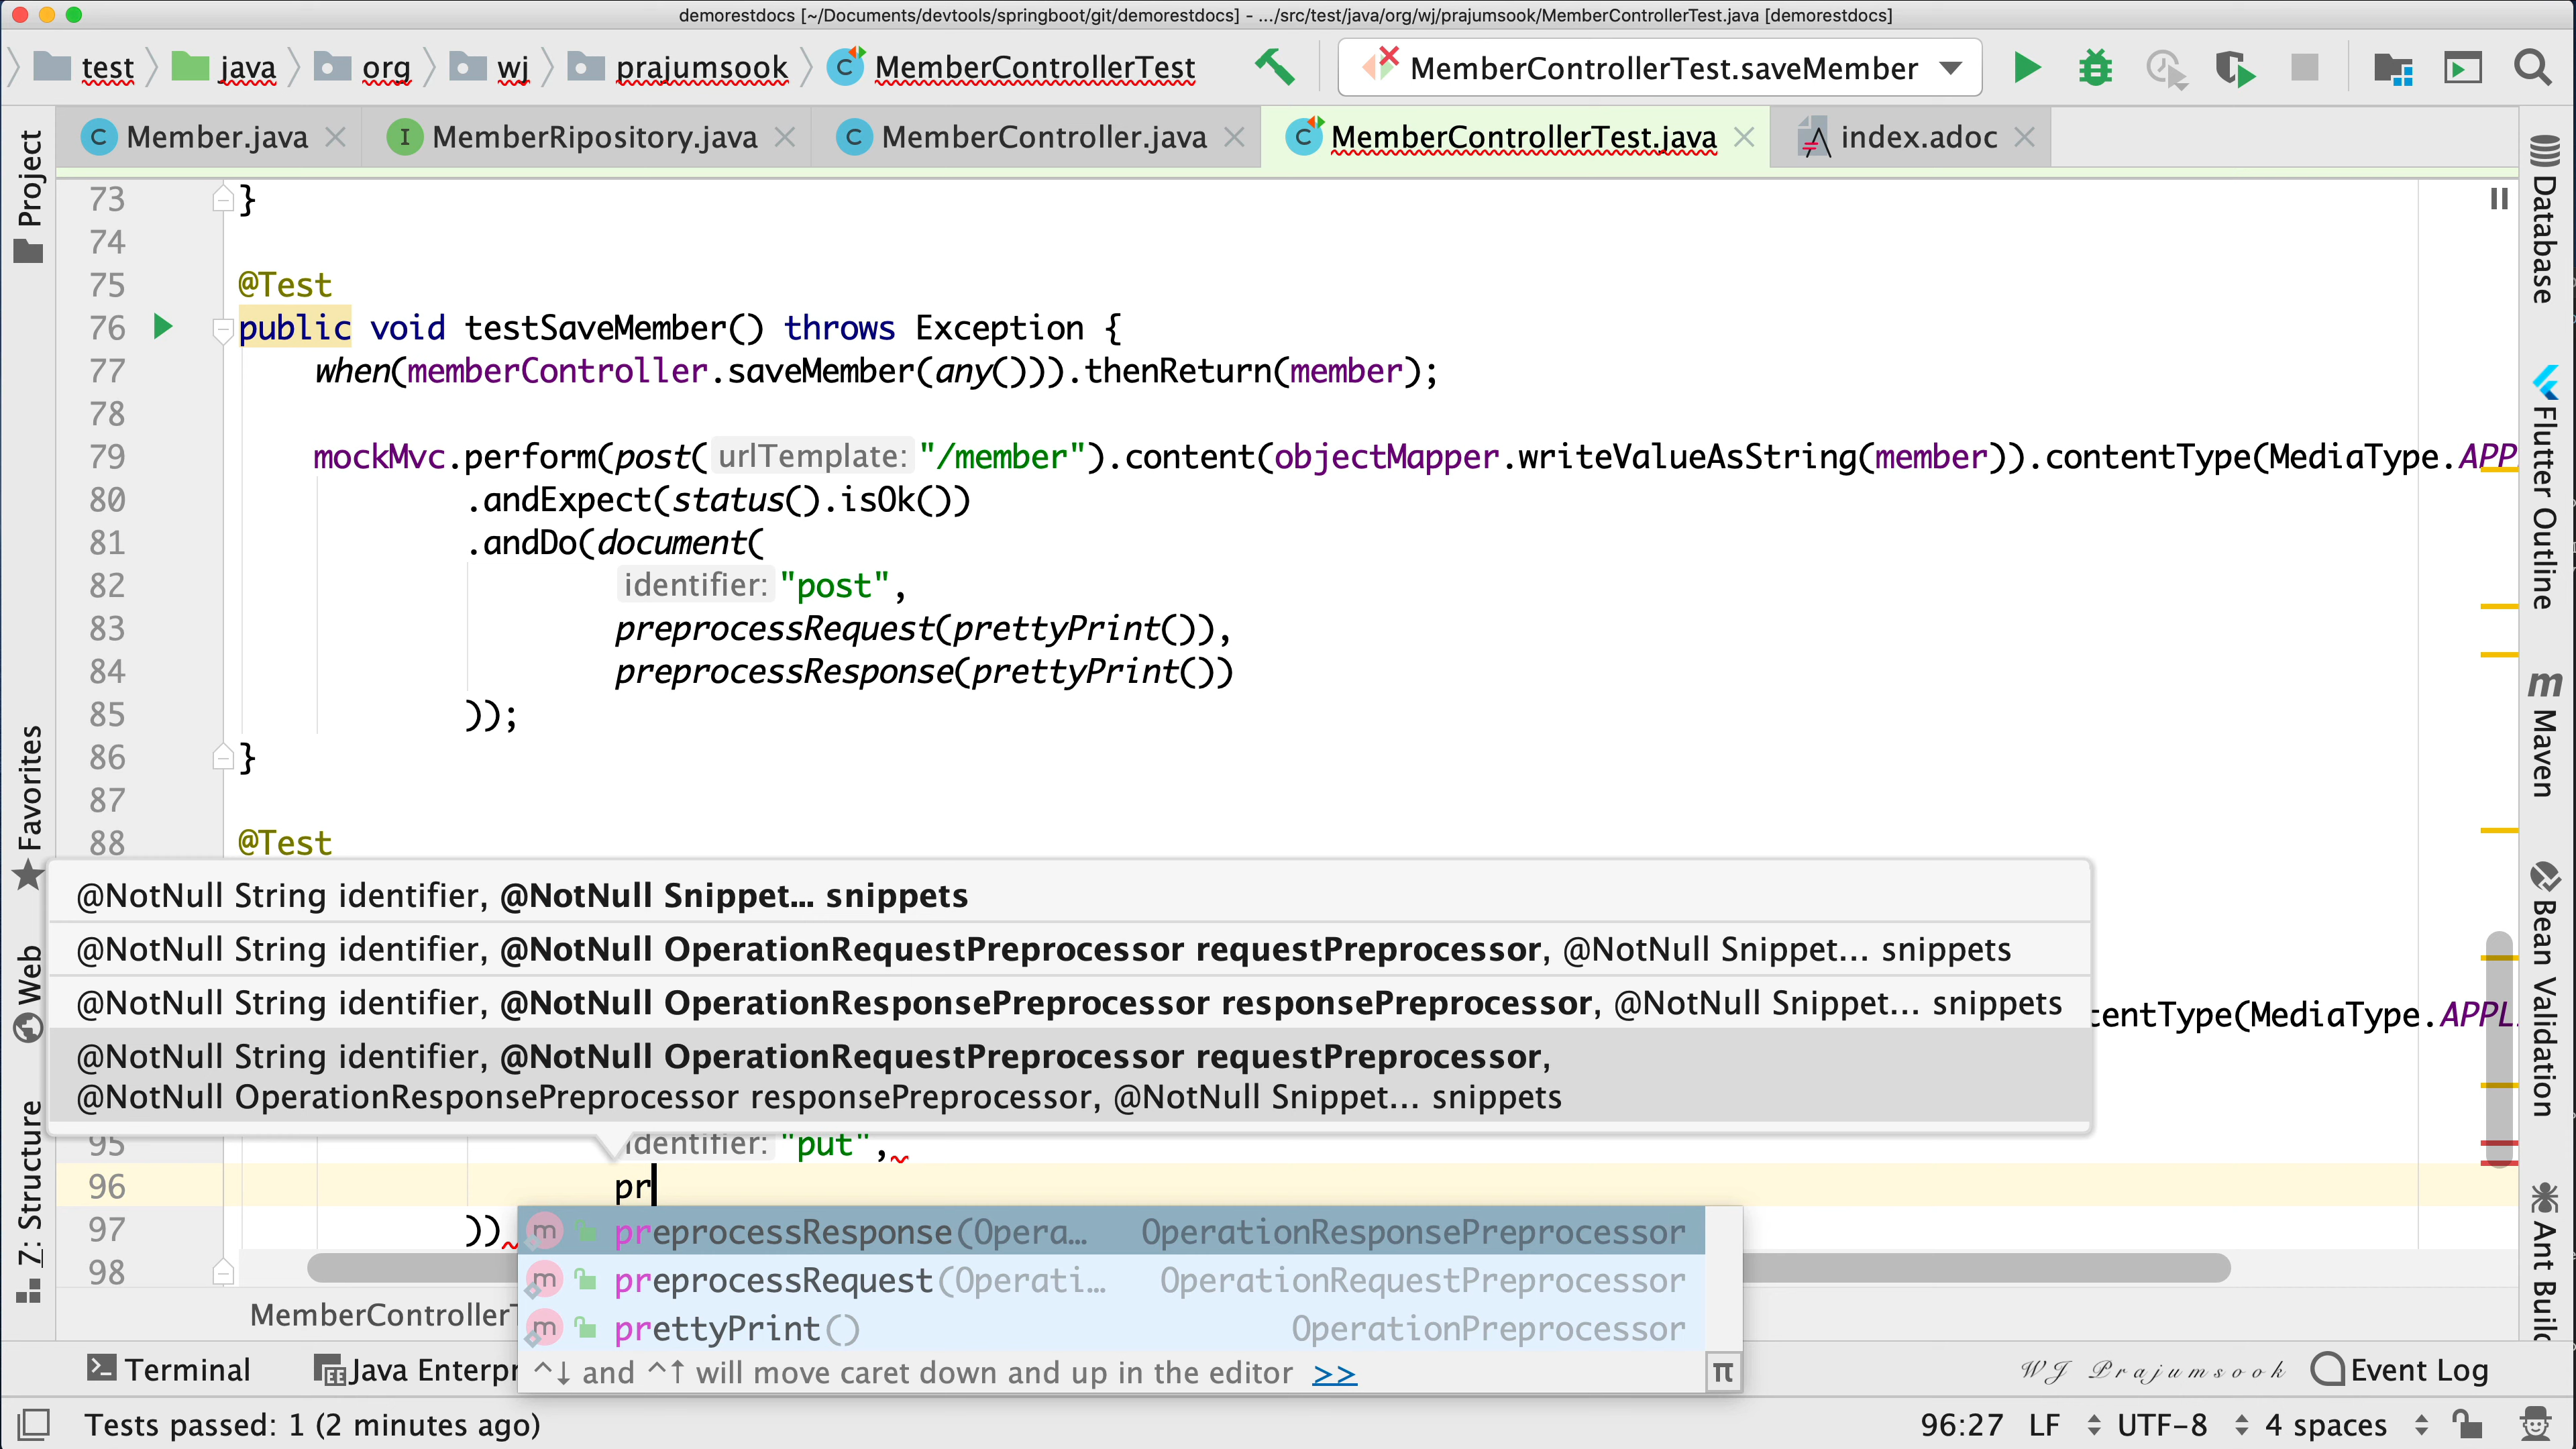 demorestdocs [~/Documents/devtools/springboot/git/demorestdocs] - .../src/test/java/org/wj/prajumsook/MemberControllerTest.java [demorestdocs]
test java org wj prajumsook MemberControllerTest MemberControllerTest.saveMember
Member.java MemberRipository.java MemberController.java MemberControllerTest.java index.adoc
Project
Favorites
Web
Z: Structure
73 }
74
75 @Test
76 public void testSaveMember() throws Exception {
77 when(memberController.saveMember(any())).thenReturn(member);
78
79 mockMvc.perform(post( urlTemplate: "/member").content(objectMapper.writeValueAsString(member)).contentType(MediaType.APP
80 .andExpect(status().isOk())
81 .andDo(document(
82 identifier: "post",
83 preprocessRequest(prettyPrint()),
84 preprocessResponse(prettyPrint())
85 ));
86 }
87
88 @Test
@NotNull String identifier, @NotNull Snippet... snippets
@NotNull String identifier, @NotNull OperationRequestPreprocessor requestPreprocessor, @NotNull Snippet... snippets
@NotNull String identifier, @NotNull OperationResponsePreprocessor responsePreprocessor, @NotNull Snippet... snippets
tentType(MediaType.APPL
@NotNull String identifier, @NotNull OperationRequestPreprocessor requestPreprocessor,
@NotNull OperationResponsePreprocessor responsePreprocessor, @NotNull Snippet... snippets
95 identifier: "put",
96 pr
97 ))
98
preprocessResponse(Opera... OperationResponsePreprocessor
preprocessRequest(Operati... OperationRequestPreprocessor
prettyPrint() OperationPreprocessor
^↓ and ^↑ will move caret down and up in the editor >> π
MemberControllerT
Database
Flutter Outline
m Maven
Bean Validation
Ant Build
Terminal Java Enterpr WJ Prajumsook Event Log
Tests passed: 1 (2 minutes ago) 96:27 LF UTF-8 4 spaces